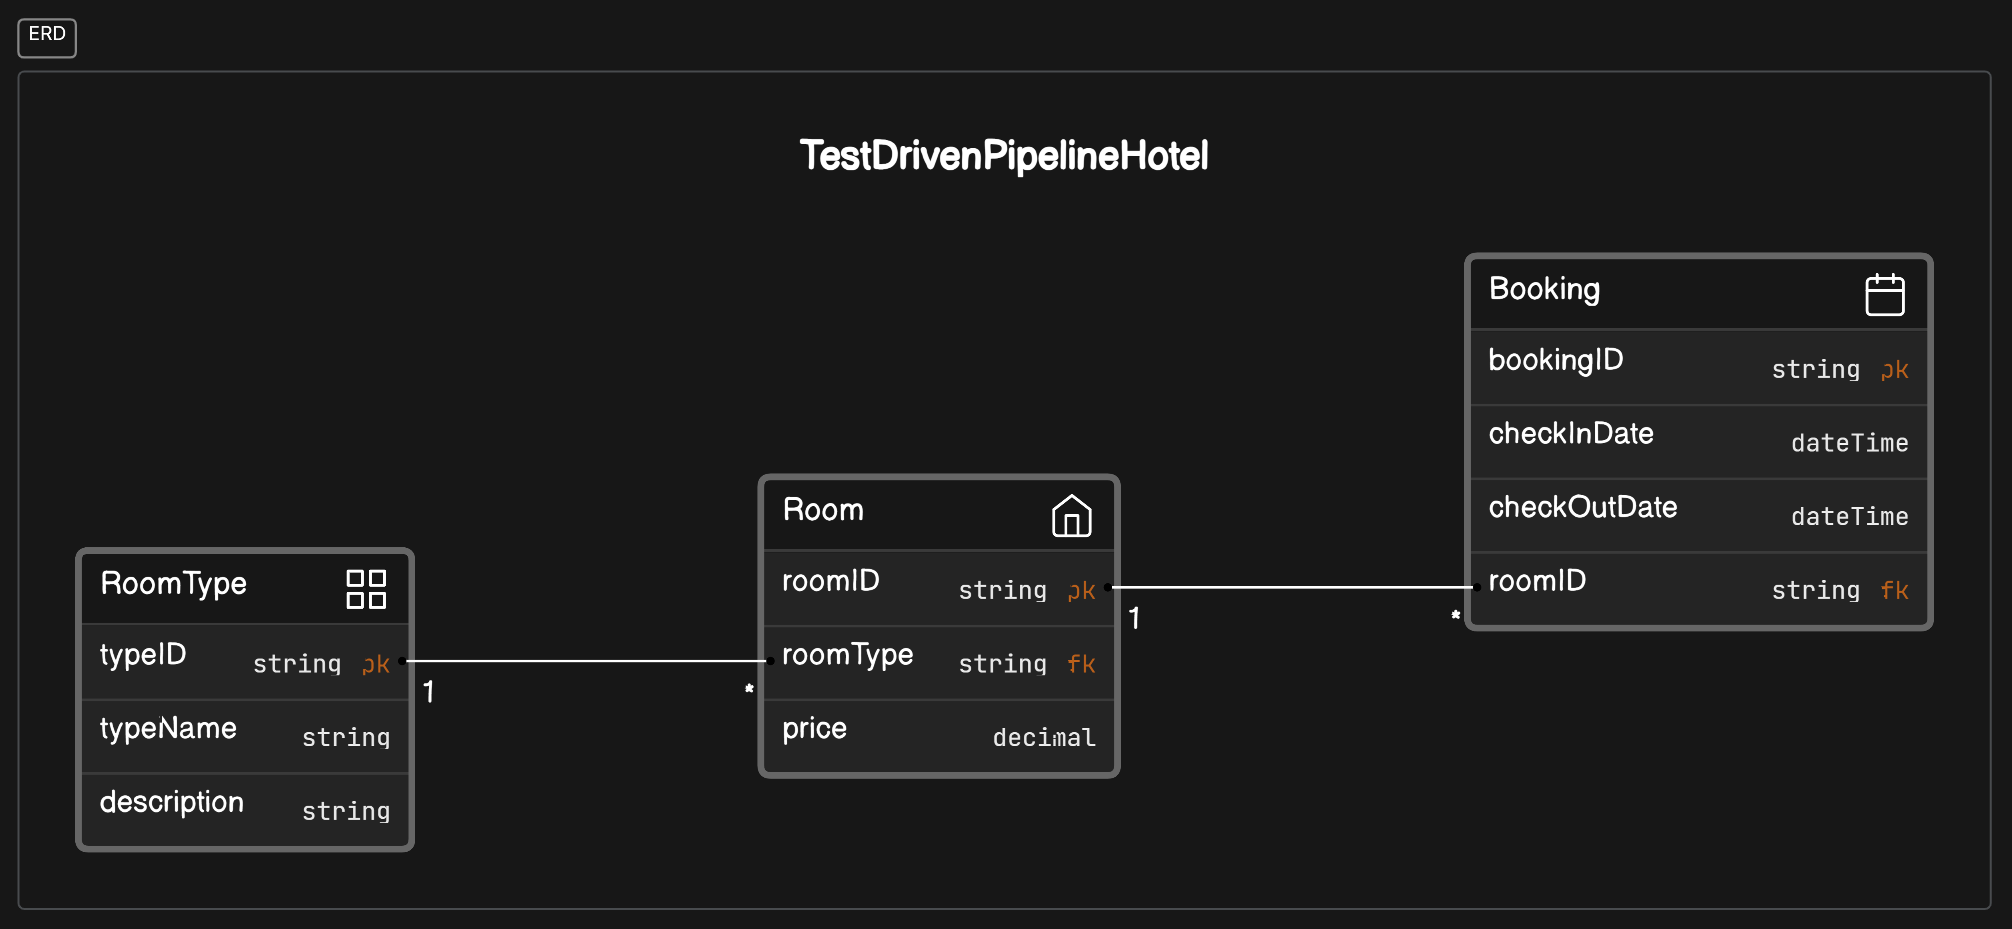 ERD
TestDrivenPipelineHotel
RoomType
typeID string pk
typeName string
description string
1
*
Room
roomID string pk
roomType string fk
price decimal
1
*
Booking
bookingID string pk
checkInDate dateTime
checkOutDate dateTime
roomID string fk